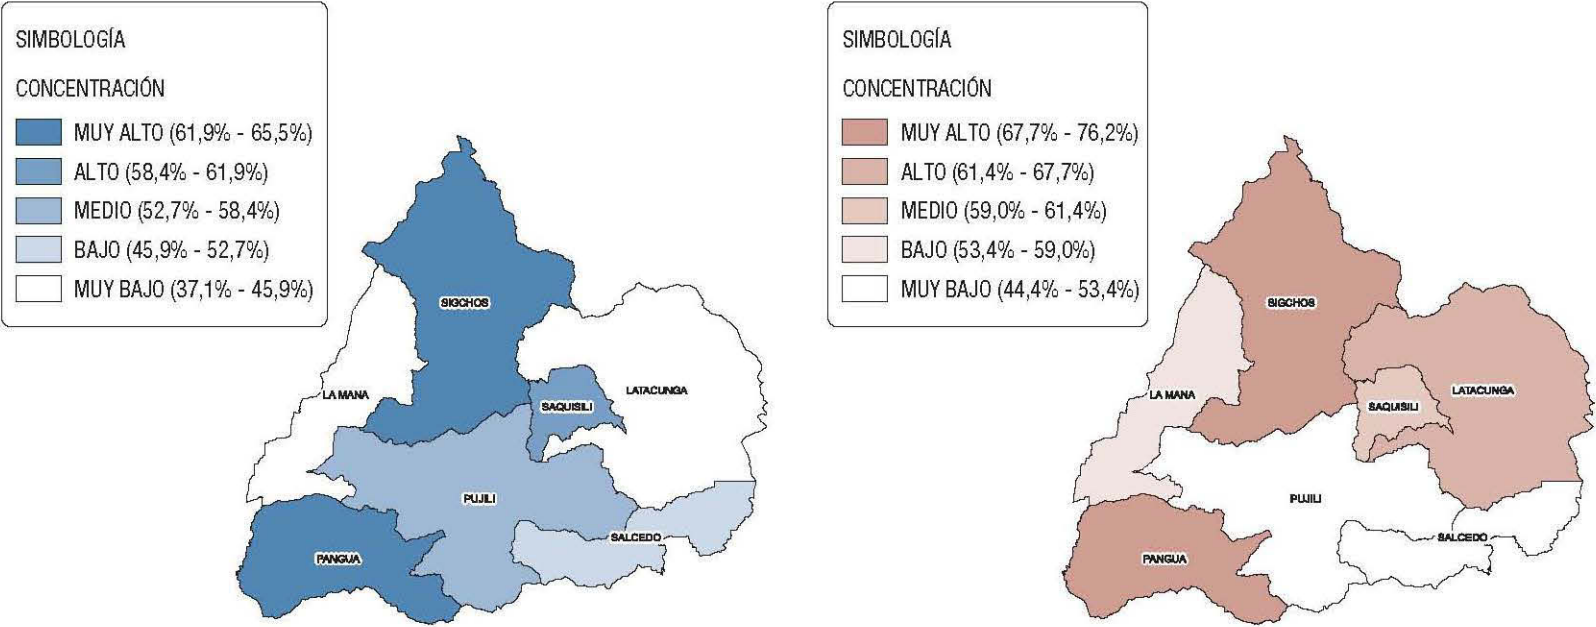 SIMBOLOGÍA
CONCENTRACIÓN
MUY ALTO (61,9% - 65,5%)
ALTO (58,4% - 61,9%)
MEDIO (52,7% - 58,4%)
BAJO (45,9% - 52,7%)
MUY BAJO (37,1% - 45,9%)
SIGCHOS
LA MANA
LATACUNGA
SAQUISILI
PUJILI
SALCEDO
PANGUA
SIMBOLOGÍA
CONCENTRACIÓN
MUY ALTO (67,7% - 76,2%)
ALTO (61,4% - 67,7%)
MEDIO (59,0% - 61,4%)
BAJO (53,4% - 59,0%)
MUY BAJO (44,4% - 53,4%)
SIGCHOS
LA MANA
LATACUNGA
SAQUISILI
PUJILI
SALCEDO
PANGUA